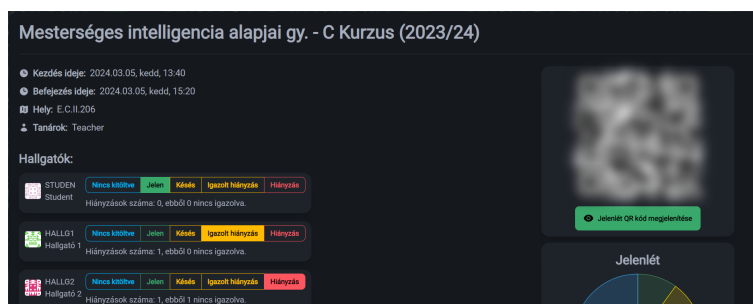 Mesterséges intelligencia alapjai gy. - C Kurzus (2023/24)
Kezdés ideje: 2024.03.05, kedd, 13:40
Befejezés ideje: 2024.03.05, kedd, 15:20
Hely: E.C.II.206
Tanárok: Teacher
Hallgatók:
STUDEN
Student
Nincs kitöltve Jelen Késés Igazolt hiányzás Hiányzás
Hiányzások száma: 0, ebből 0 nincs igazolva.
HALLG1
Hallgató 1
Nincs kitöltve Jelen Késés Igazolt hiányzás Hiányzás
Hiányzások száma: 1, ebből 0 nincs igazolva.
HALLG2
Hallgató 2
Nincs kitöltve Jelen Késés Igazolt hiányzás Hiányzás
Hiányzások száma: 1, ebből 1 nincs igazolva.
Jelenlét QR kód megjelenítése
Jelenlét